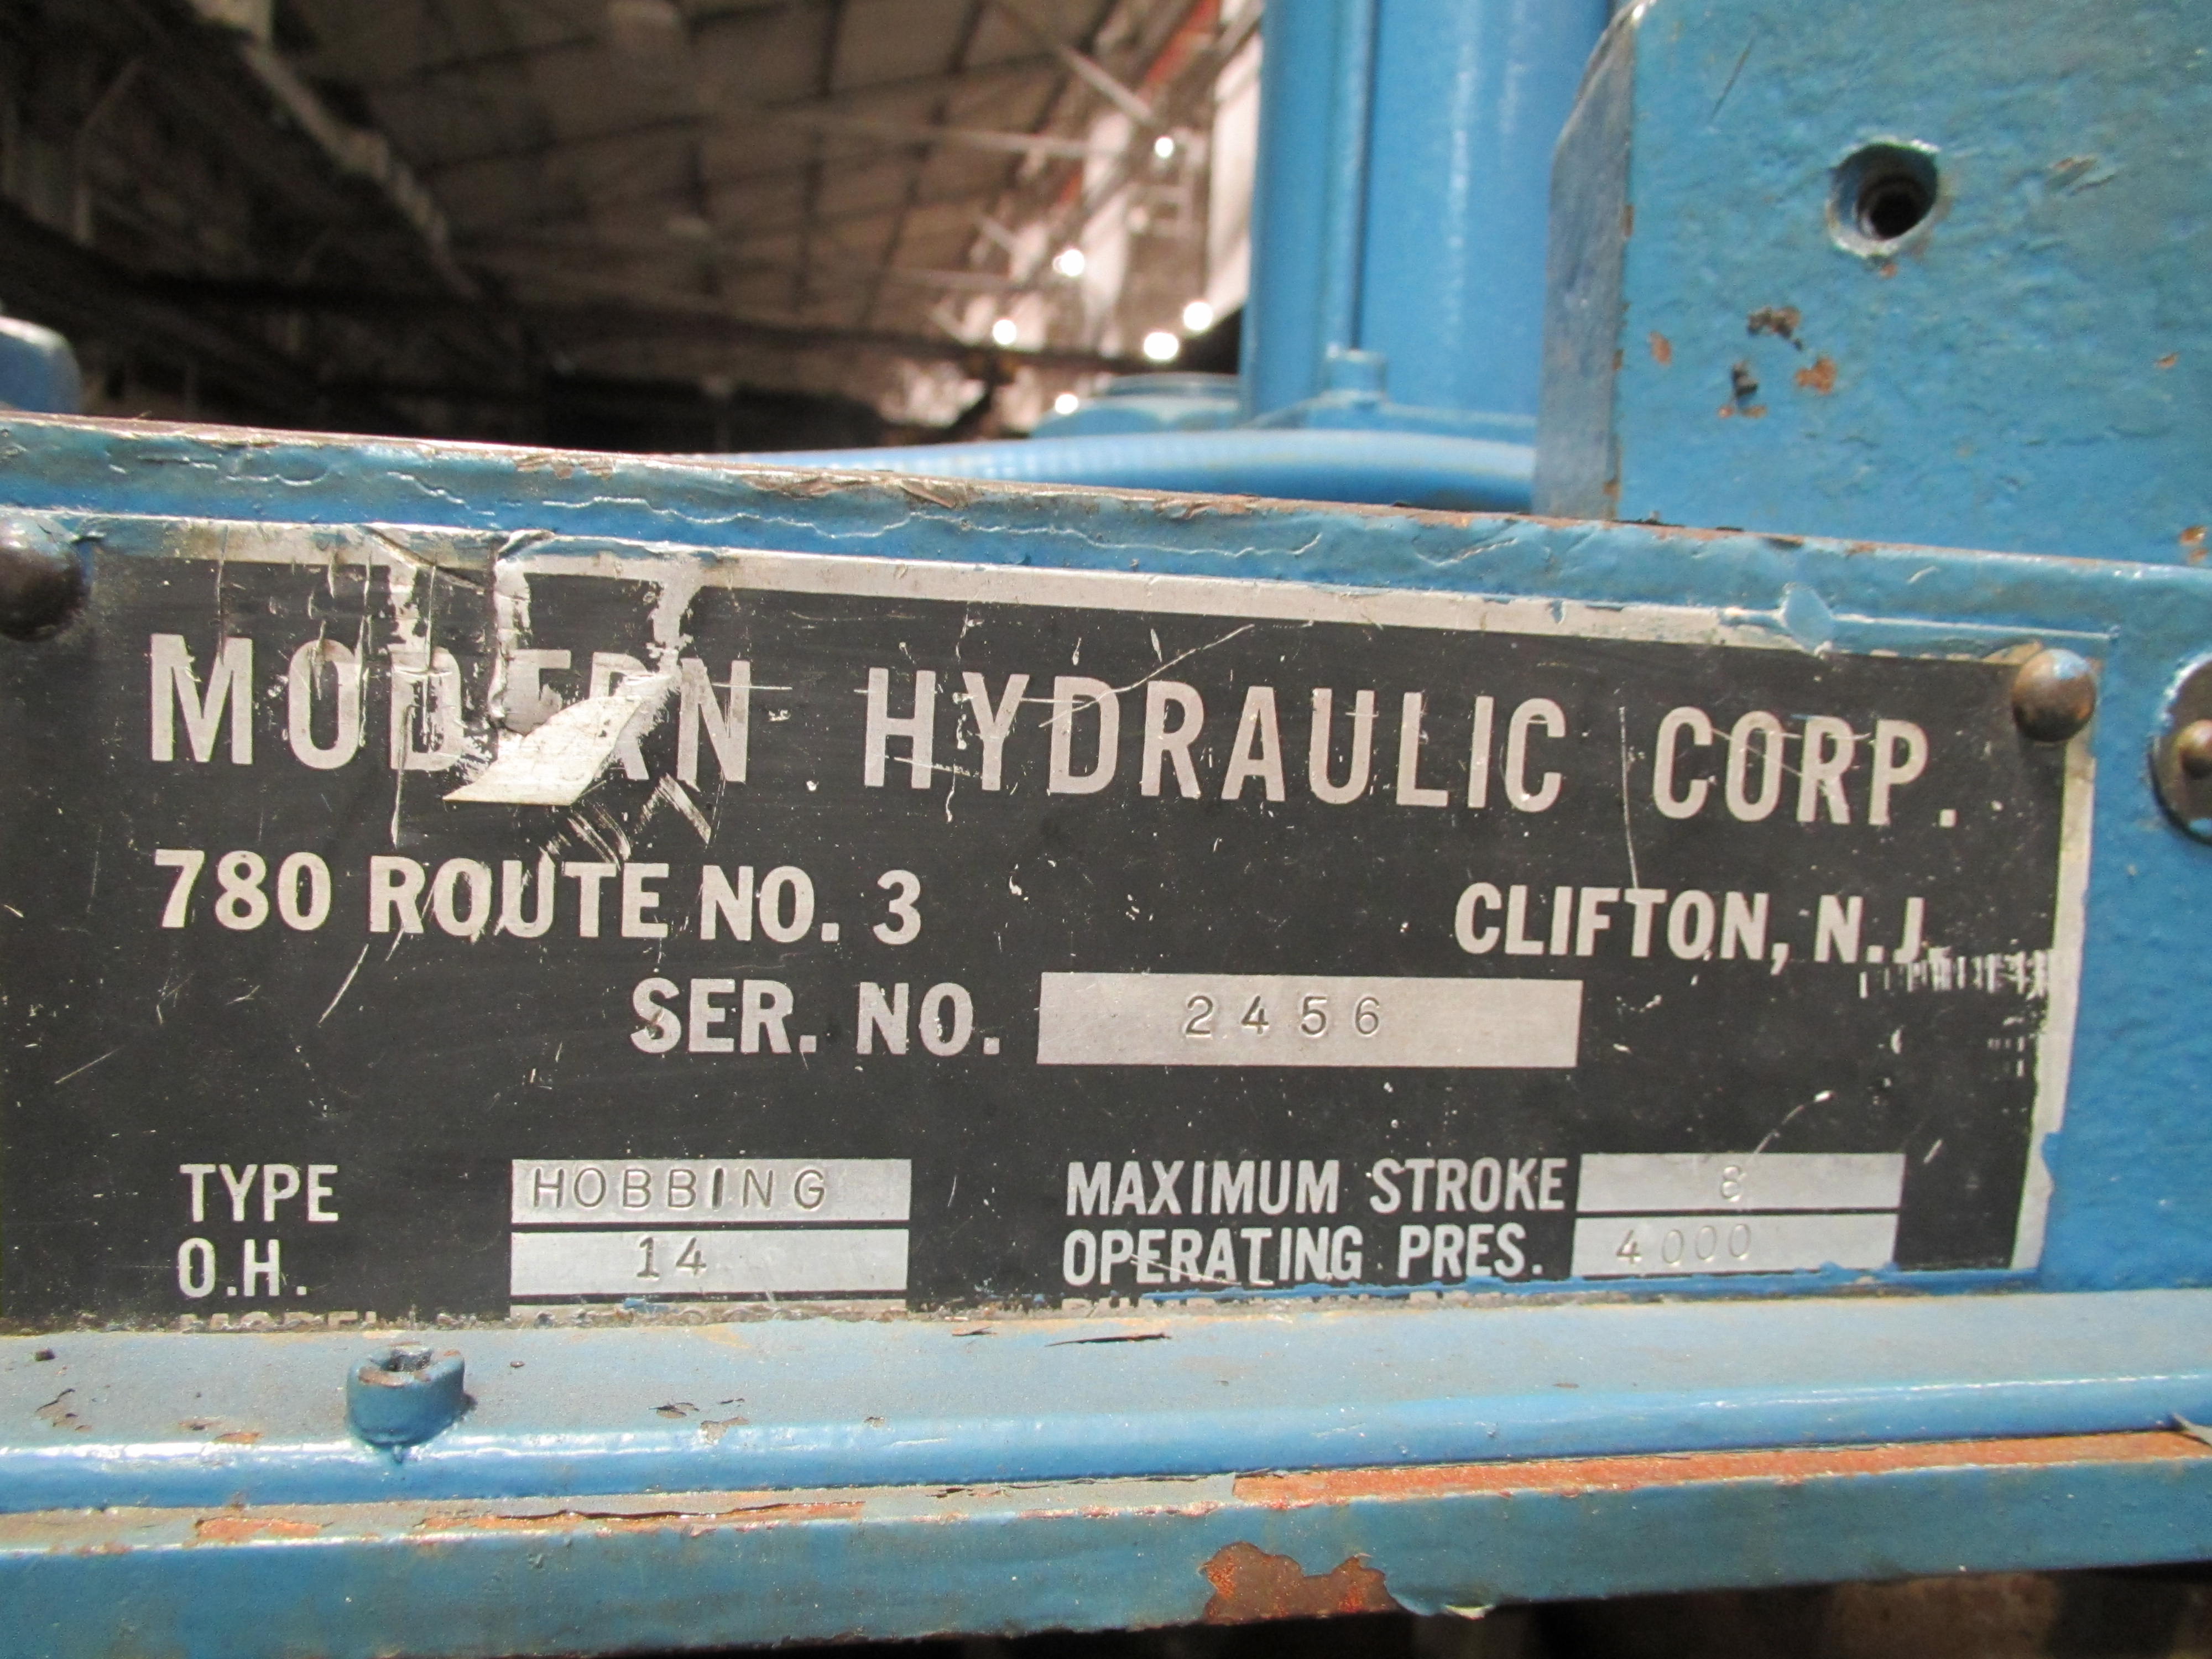 MODERN HYDRAULIC CORP.
780 ROUTE NO. 3 CLIFTON, N.J.
SER. NO. 2456
TYPE HOBBING MAXIMUM STROKE 8
O.H. 14 OPERATING PRES. 4000